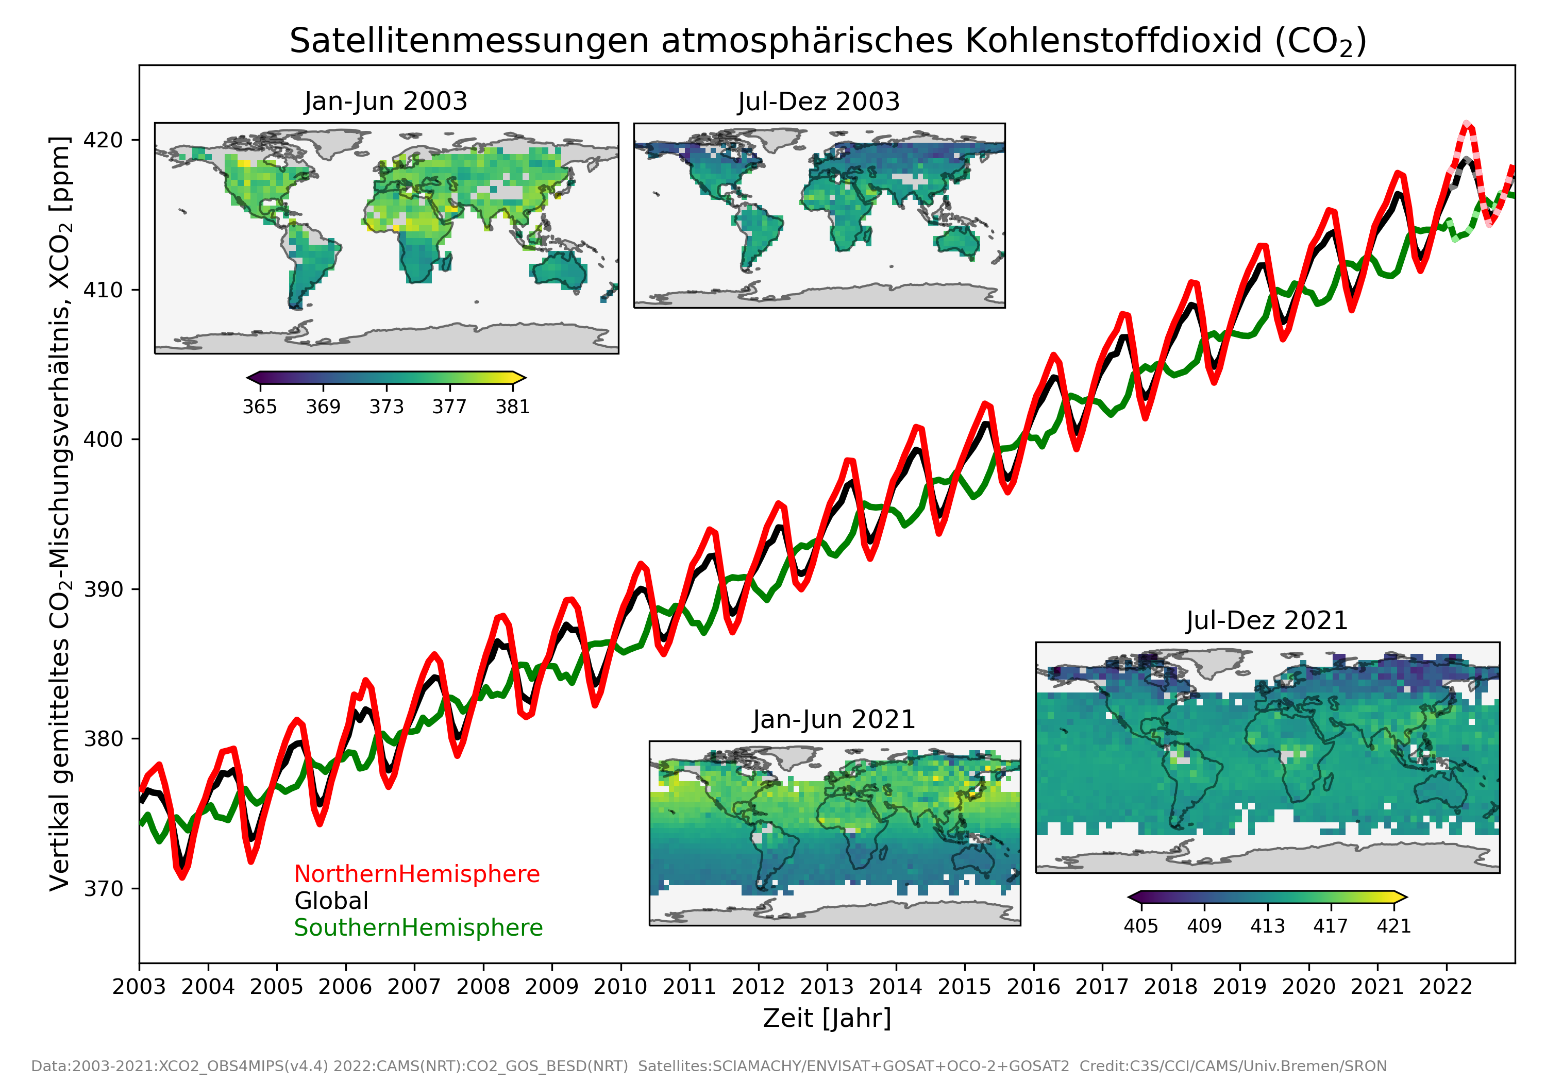 Satellitenmessungen atmosphärisches Kohlenstoffdioxid (CO₂)
Jan-Jun 2003
Jul-Dez 2003
365 369 373 377 381
Vertikal gemitteltes CO₂-Mischungsverhältnis, XCO₂ [ppm]
420
410
400
390
380
370
Jul-Dez 2021
Jan-Jun 2021
405 409 413 417 421
NorthernHemisphere
Global
SouthernHemisphere
2003 2004 2005 2006 2007 2008 2009 2010 2011 2012 2013 2014 2015 2016 2017 2018 2019 2020 2021 2022
Zeit [Jahr]
Data:2003-2021:XCO2_OBS4MIPS(v4.4) 2022:CAMS(NRT):CO2_GOS_BESD(NRT) Satellites:SCIAMACHY/ENVISAT+GOSAT+OCO-2+GOSAT2 Credit:C3S/CCI/CAMS/Univ.Bremen/SRON